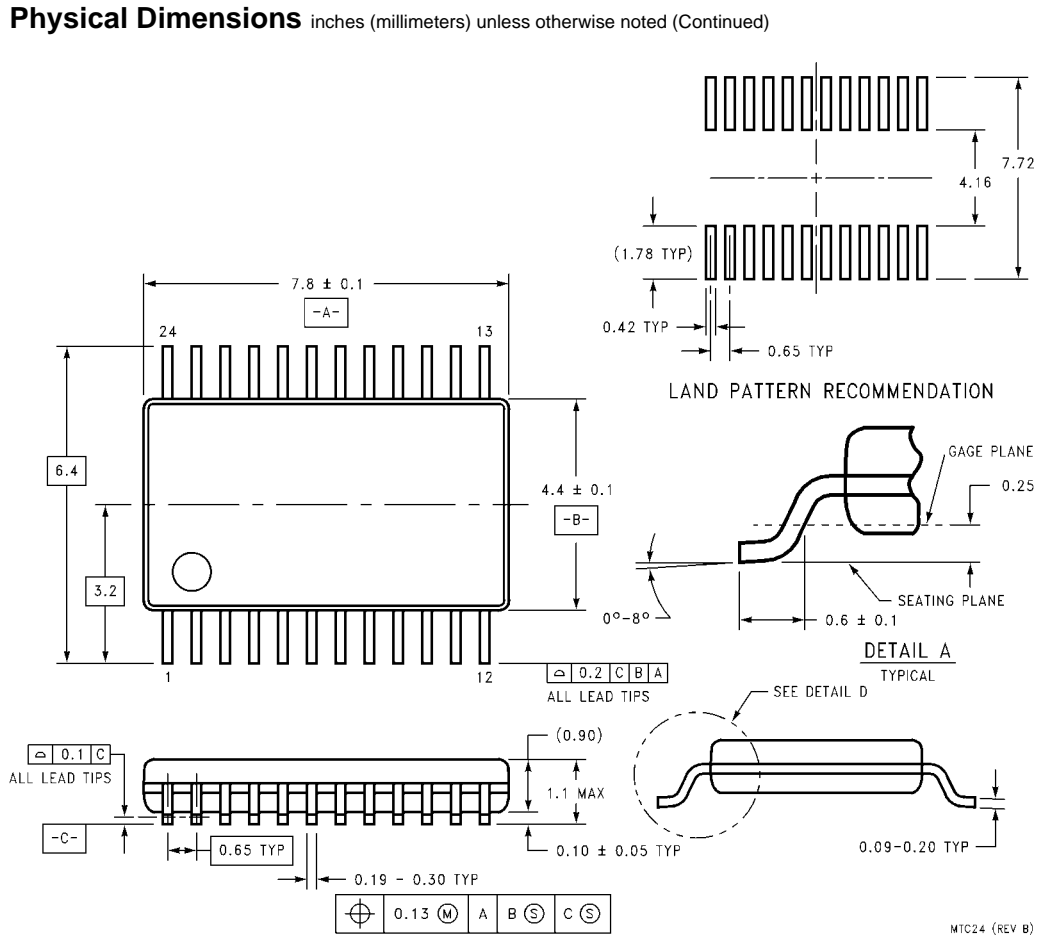 Physical Dimensions inches (millimeters) unless otherwise noted (Continued)
7.72
4.16
(1.78 TYP)
0.42 TYP
0.65 TYP
LAND PATTERN RECOMMENDATION
7.8 ± 0.1
-A-
24
13
6.4
3.2
4.4 ± 0.1
-B-
1
12
⌓ 0.2 C B A
ALL LEAD TIPS
GAGE PLANE
0.25
SEATING PLANE
0°-8°
0.6 ± 0.1
DETAIL A
TYPICAL
SEE DETAIL D
0.09-0.20 TYP
⌓ 0.1 C
ALL LEAD TIPS
-C-
(0.90)
1.1 MAX
0.10 ± 0.05 TYP
0.65 TYP
0.19 - 0.30 TYP
⌖ 0.13 Ⓜ A B Ⓢ C Ⓢ
MTC24 (REV B)